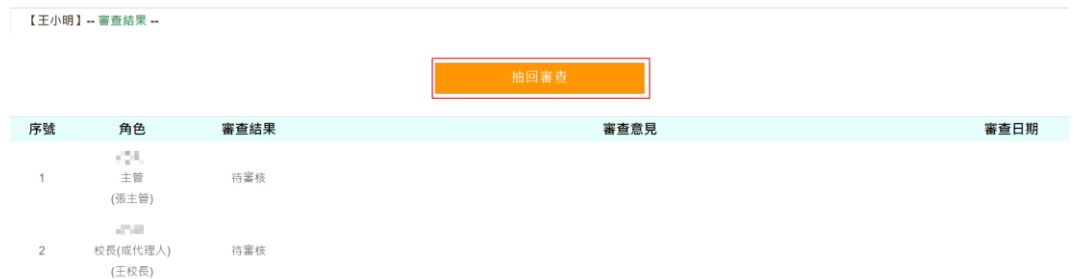 【王小明】-- 審查結果 --
抽回審查
序號 角色 審查結果 審查意見 審查日期
1 主管 (張主管) 待審核
2 校長(或代理人) (王校長) 待審核